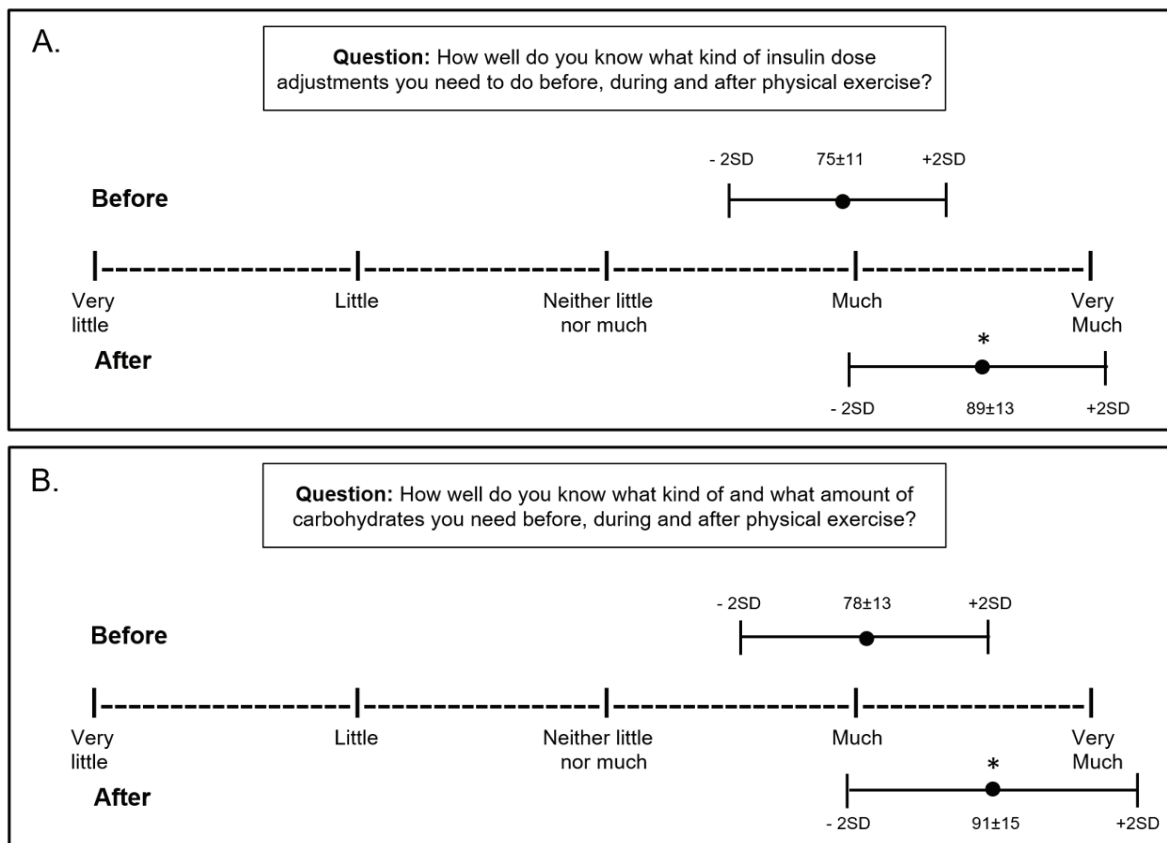 A.
Question: How well do you know what kind of insulin dose
adjustments you need to do before, during and after physical exercise?
- 2SD 75±11 +2SD
Before
Very little Little Neither little nor much Much Very Much
*
After
- 2SD 89±13 +2SD
B.
Question: How well do you know what kind of and what amount of
carbohydrates you need before, during and after physical exercise?
- 2SD 78±13 +2SD
Before
Very little Little Neither little nor much Much Very Much
*
After
- 2SD 91±15 +2SD